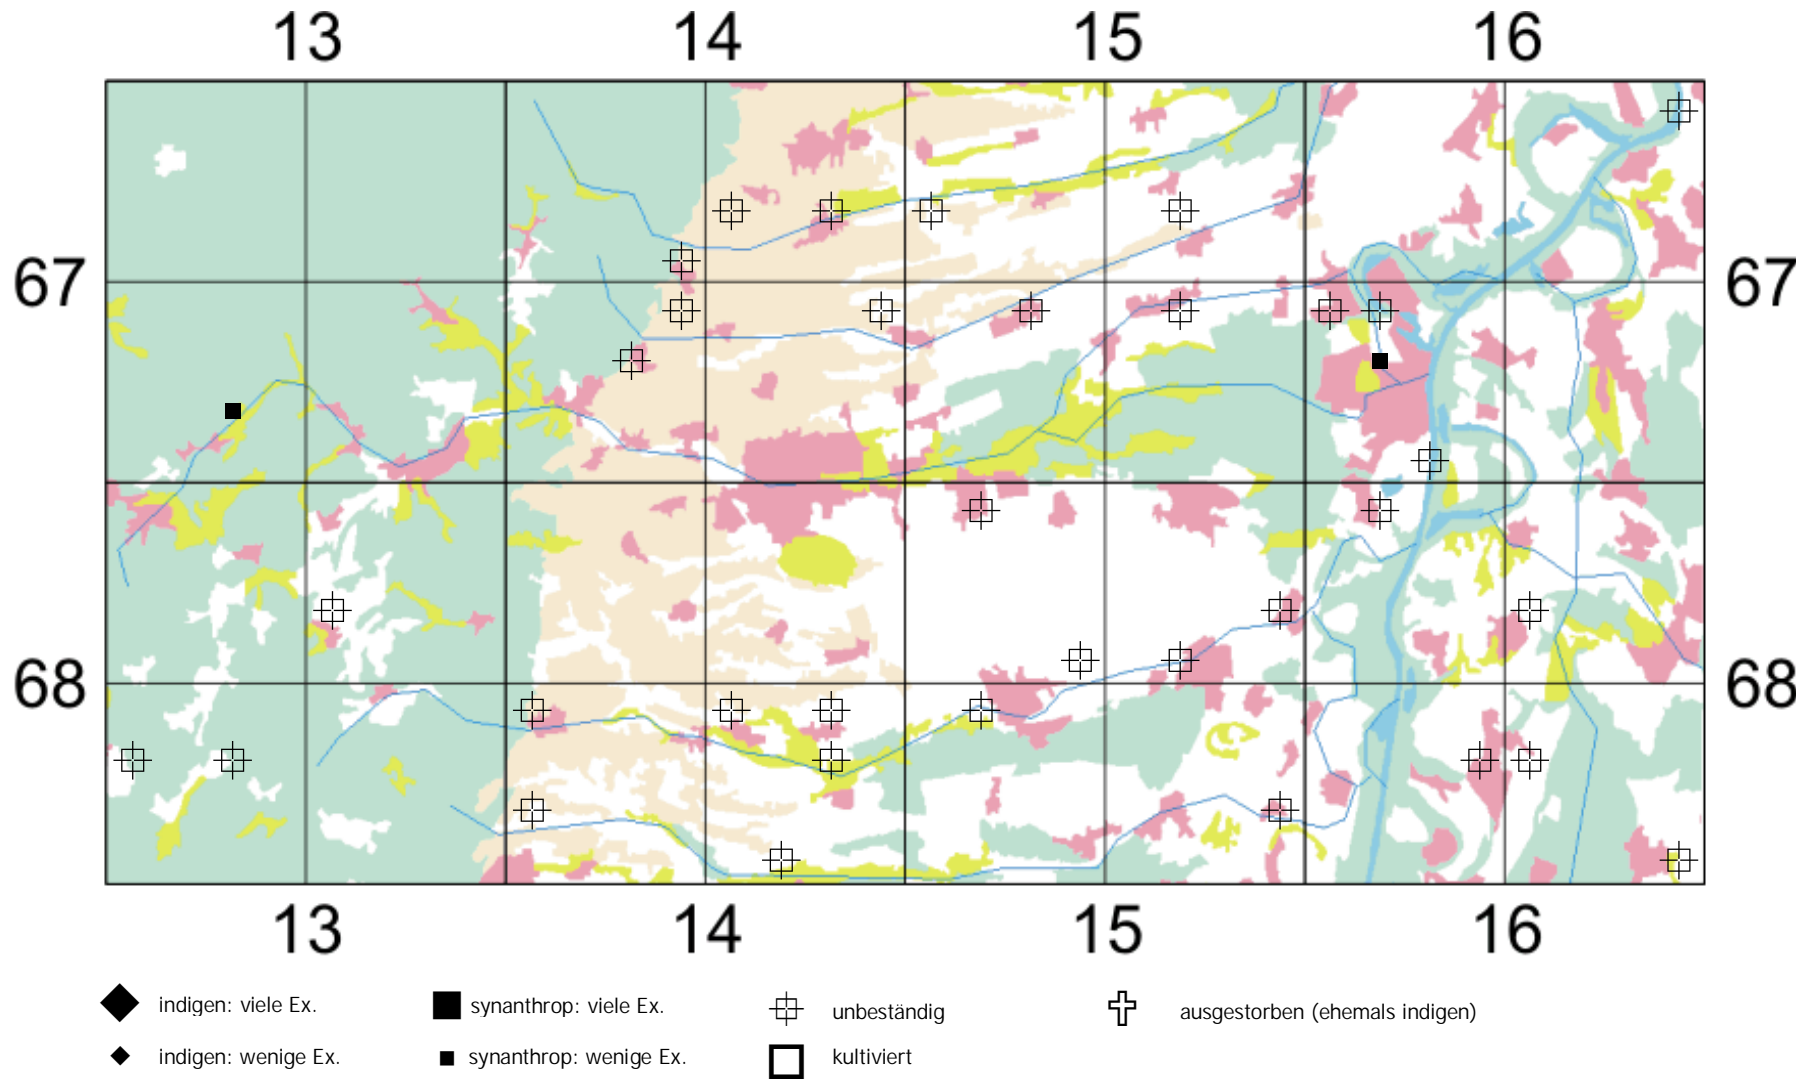 13 14 15 16
67 67
68 68
13 14 15 16
indigen: viele Ex. synanthrop: viele Ex. unbeständig ausgestorben (ehemals indigen)
indigen: wenige Ex. synanthrop: wenige Ex. kultiviert